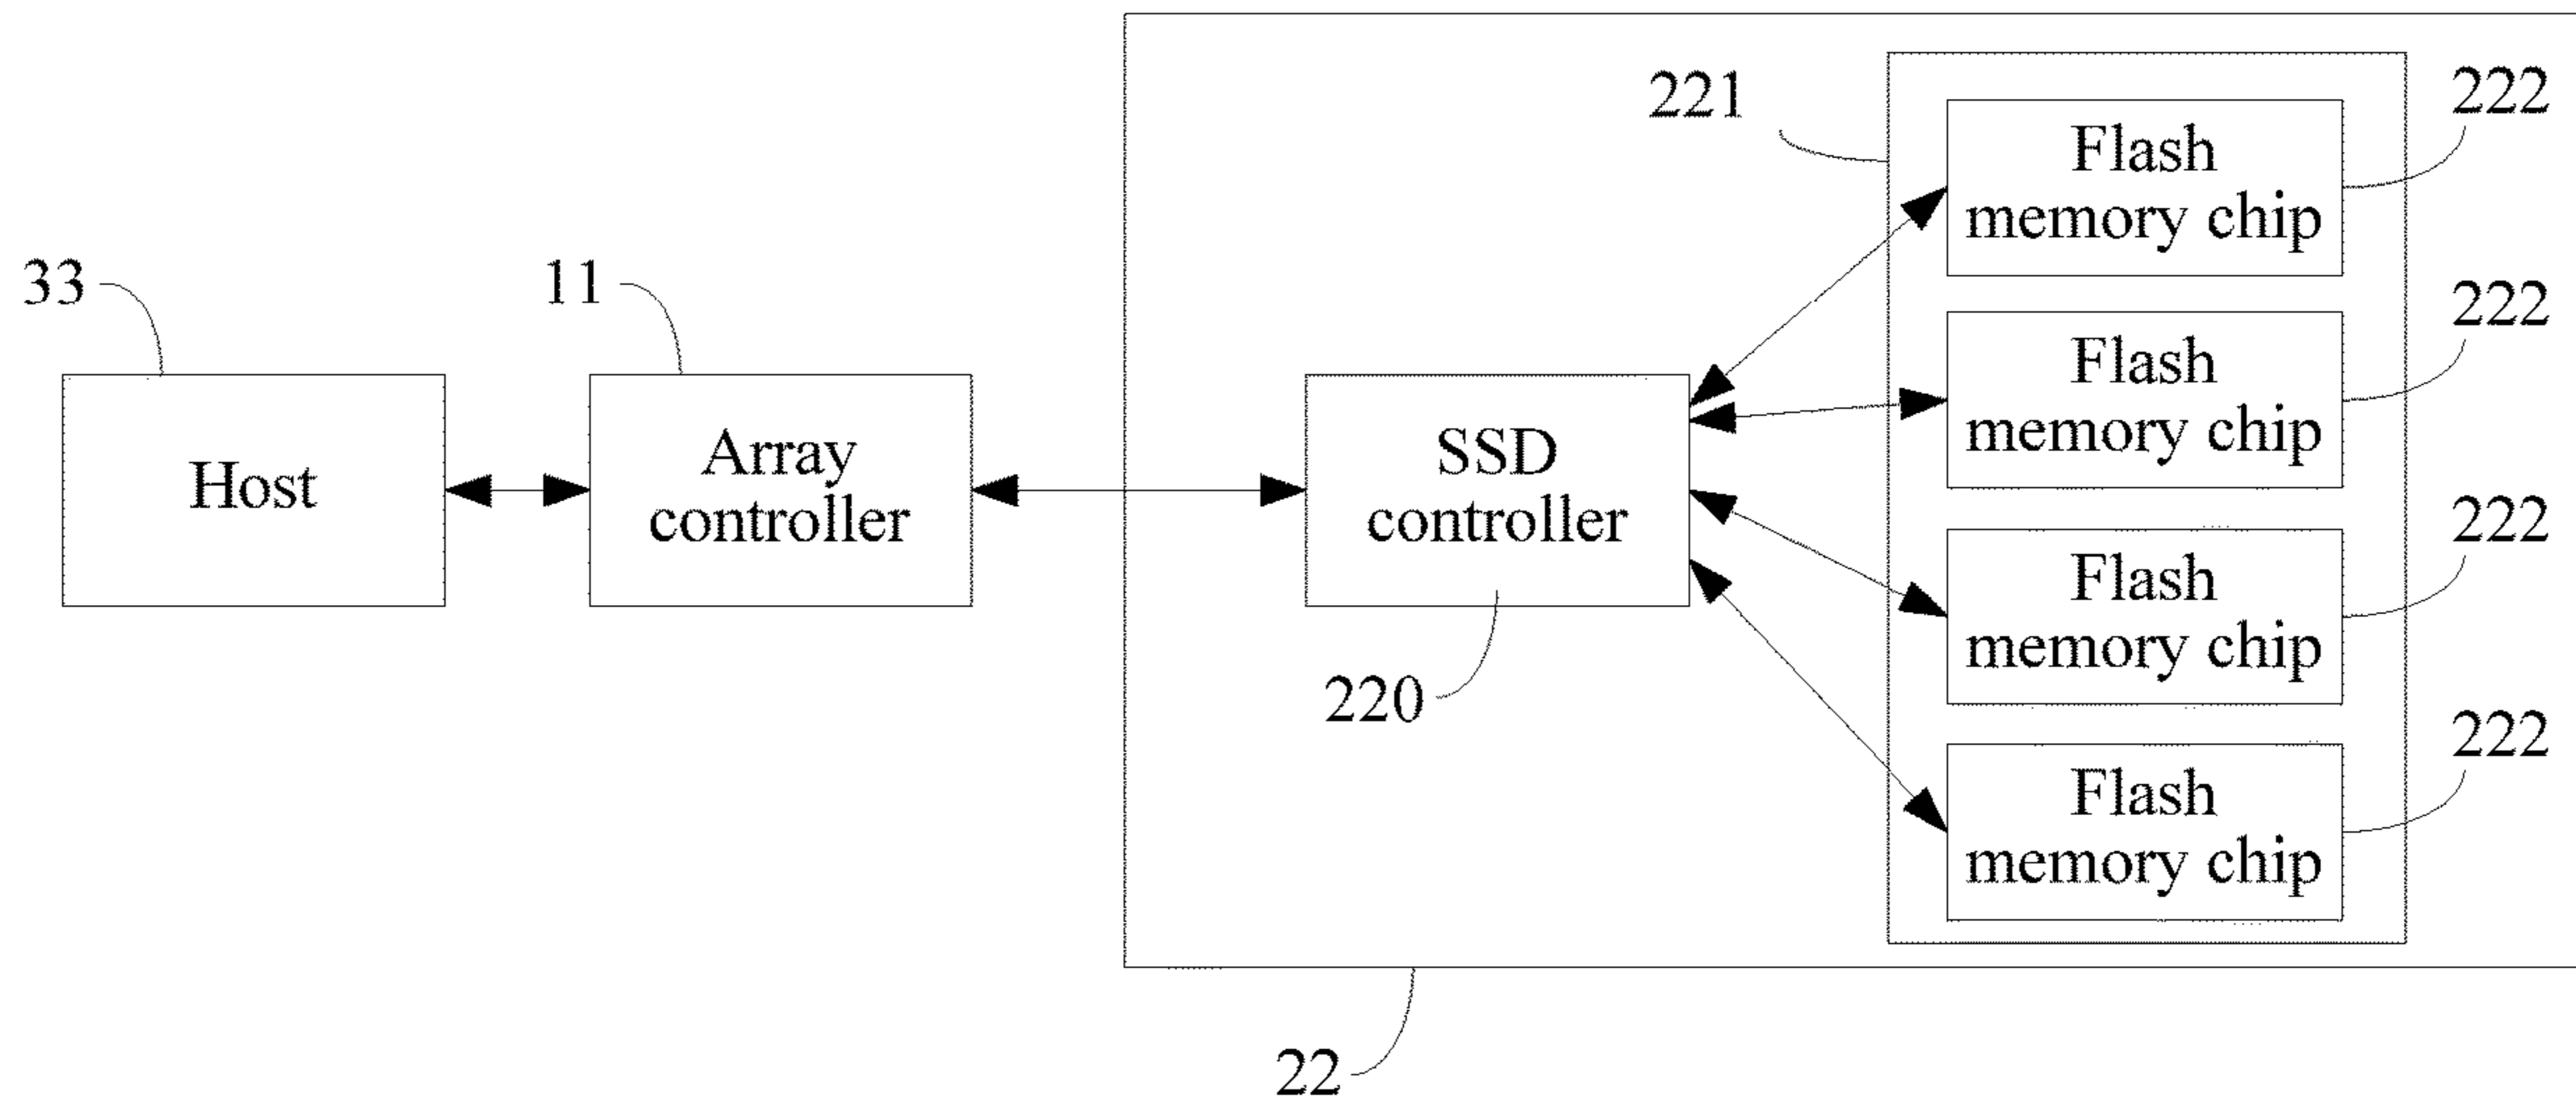 33
Host
11
Array
controller
SSD
controller
220
221
Flash
memory chip
222
Flash
memory chip
222
Flash
memory chip
222
Flash
memory chip
222
22